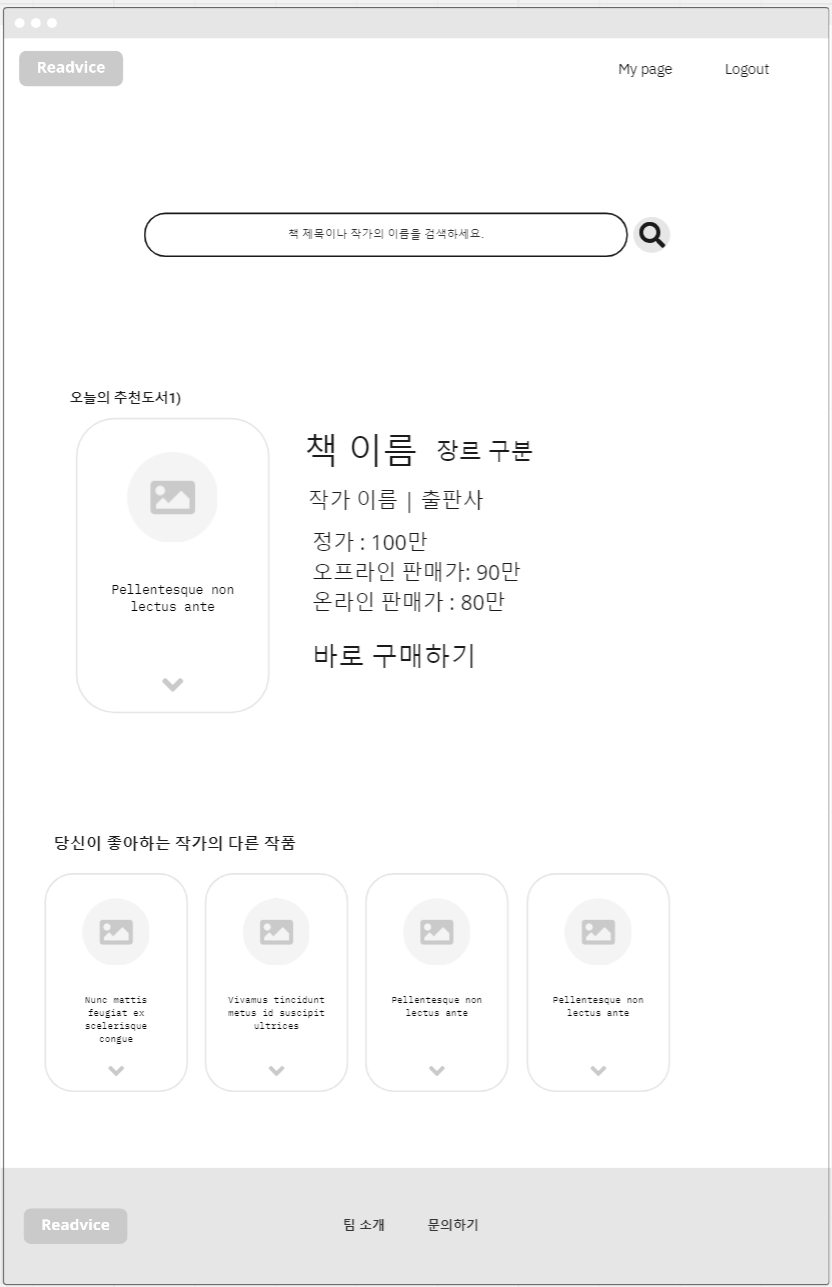 Readvice
My page
Logout
책 제목이나 작가의 이름을 검색하세요.
오늘의 추천도서1)
Pellentesque non
lectus ante
책 이름 장르 구분
작가 이름 | 출판사
정가 : 100만
오프라인 판매가: 90만
온라인 판매가 : 80만
바로 구매하기
당신이 좋아하는 작가의 다른 작품
Nunc mattis
feugiat ex
scelerisque
congue
Vivamus tincidunt
metus id suscipit
ultrices
Pellentesque non
lectus ante
Pellentesque non
lectus ante
Readvice
팀 소개
문의하기